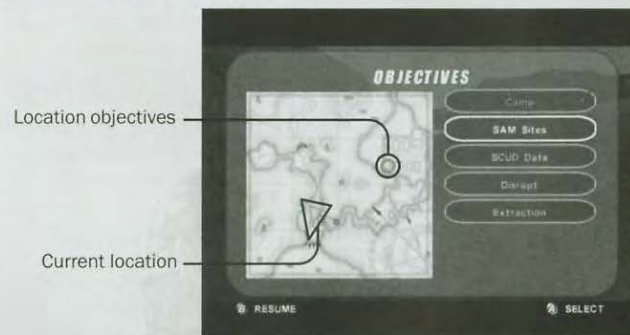 OBJECTIVES
Camp
Location objectives
SAM Sites
SCUD Data
Disrupt
Extraction
Current location
B RESUME
A SELECT